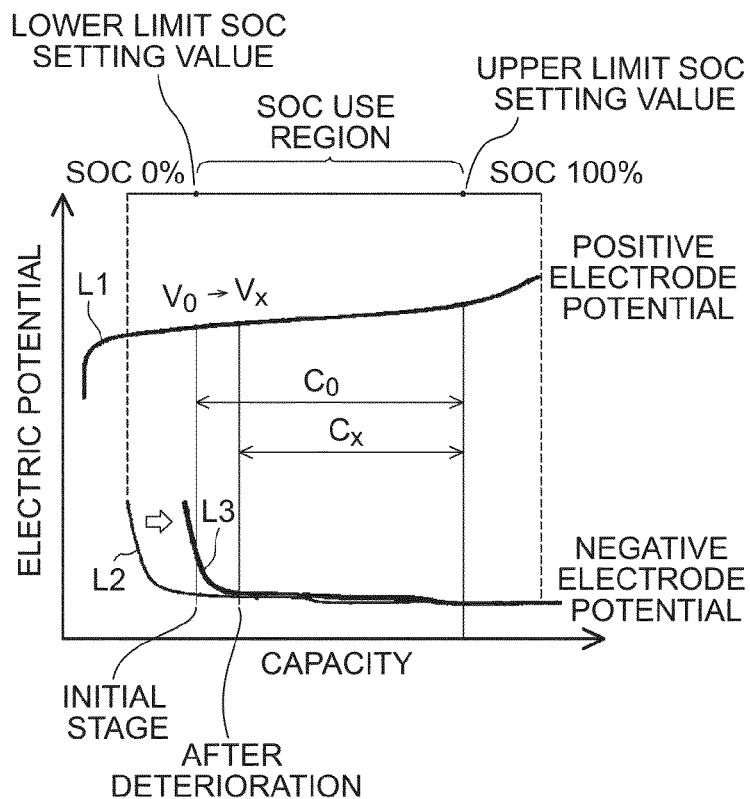 LOWER LIMIT SOC
SETTING VALUE
UPPER LIMIT SOC
SETTING VALUE
SOC USE
REGION
SOC 0%
SOC 100%
POSITIVE
ELECTRODE
POTENTIAL
L1
V0 → Vx
C0
Cx
ELECTRIC POTENTIAL
L3
L2
NEGATIVE
ELECTRODE
POTENTIAL
CAPACITY
INITIAL
STAGE
AFTER
DETERIORATION